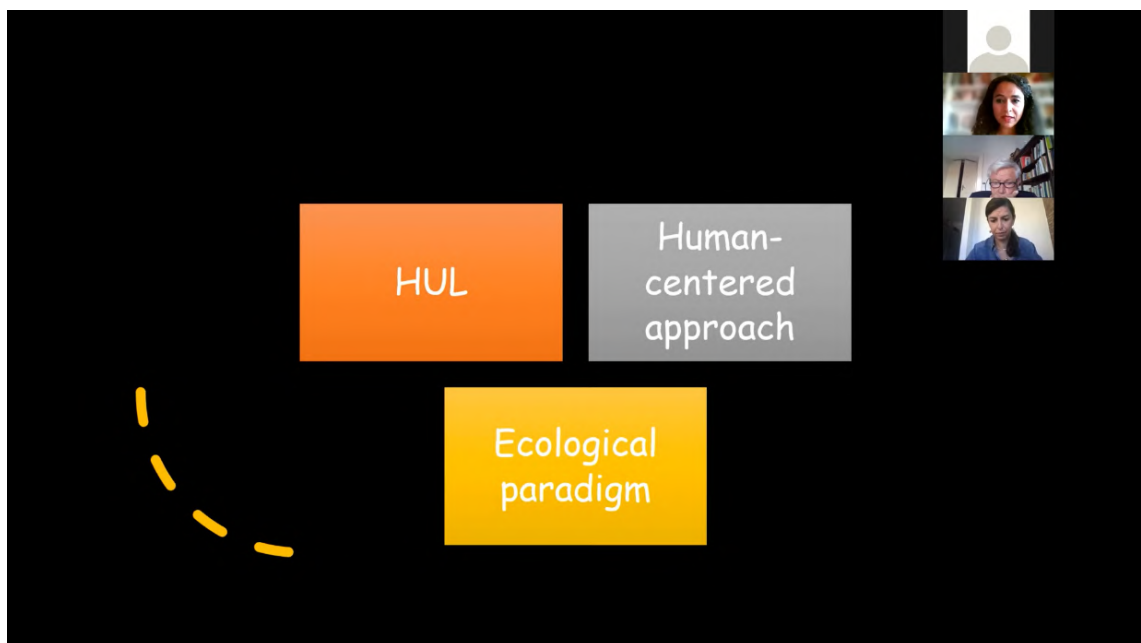 HUL
Human-
centered
approach
Ecological
paradigm